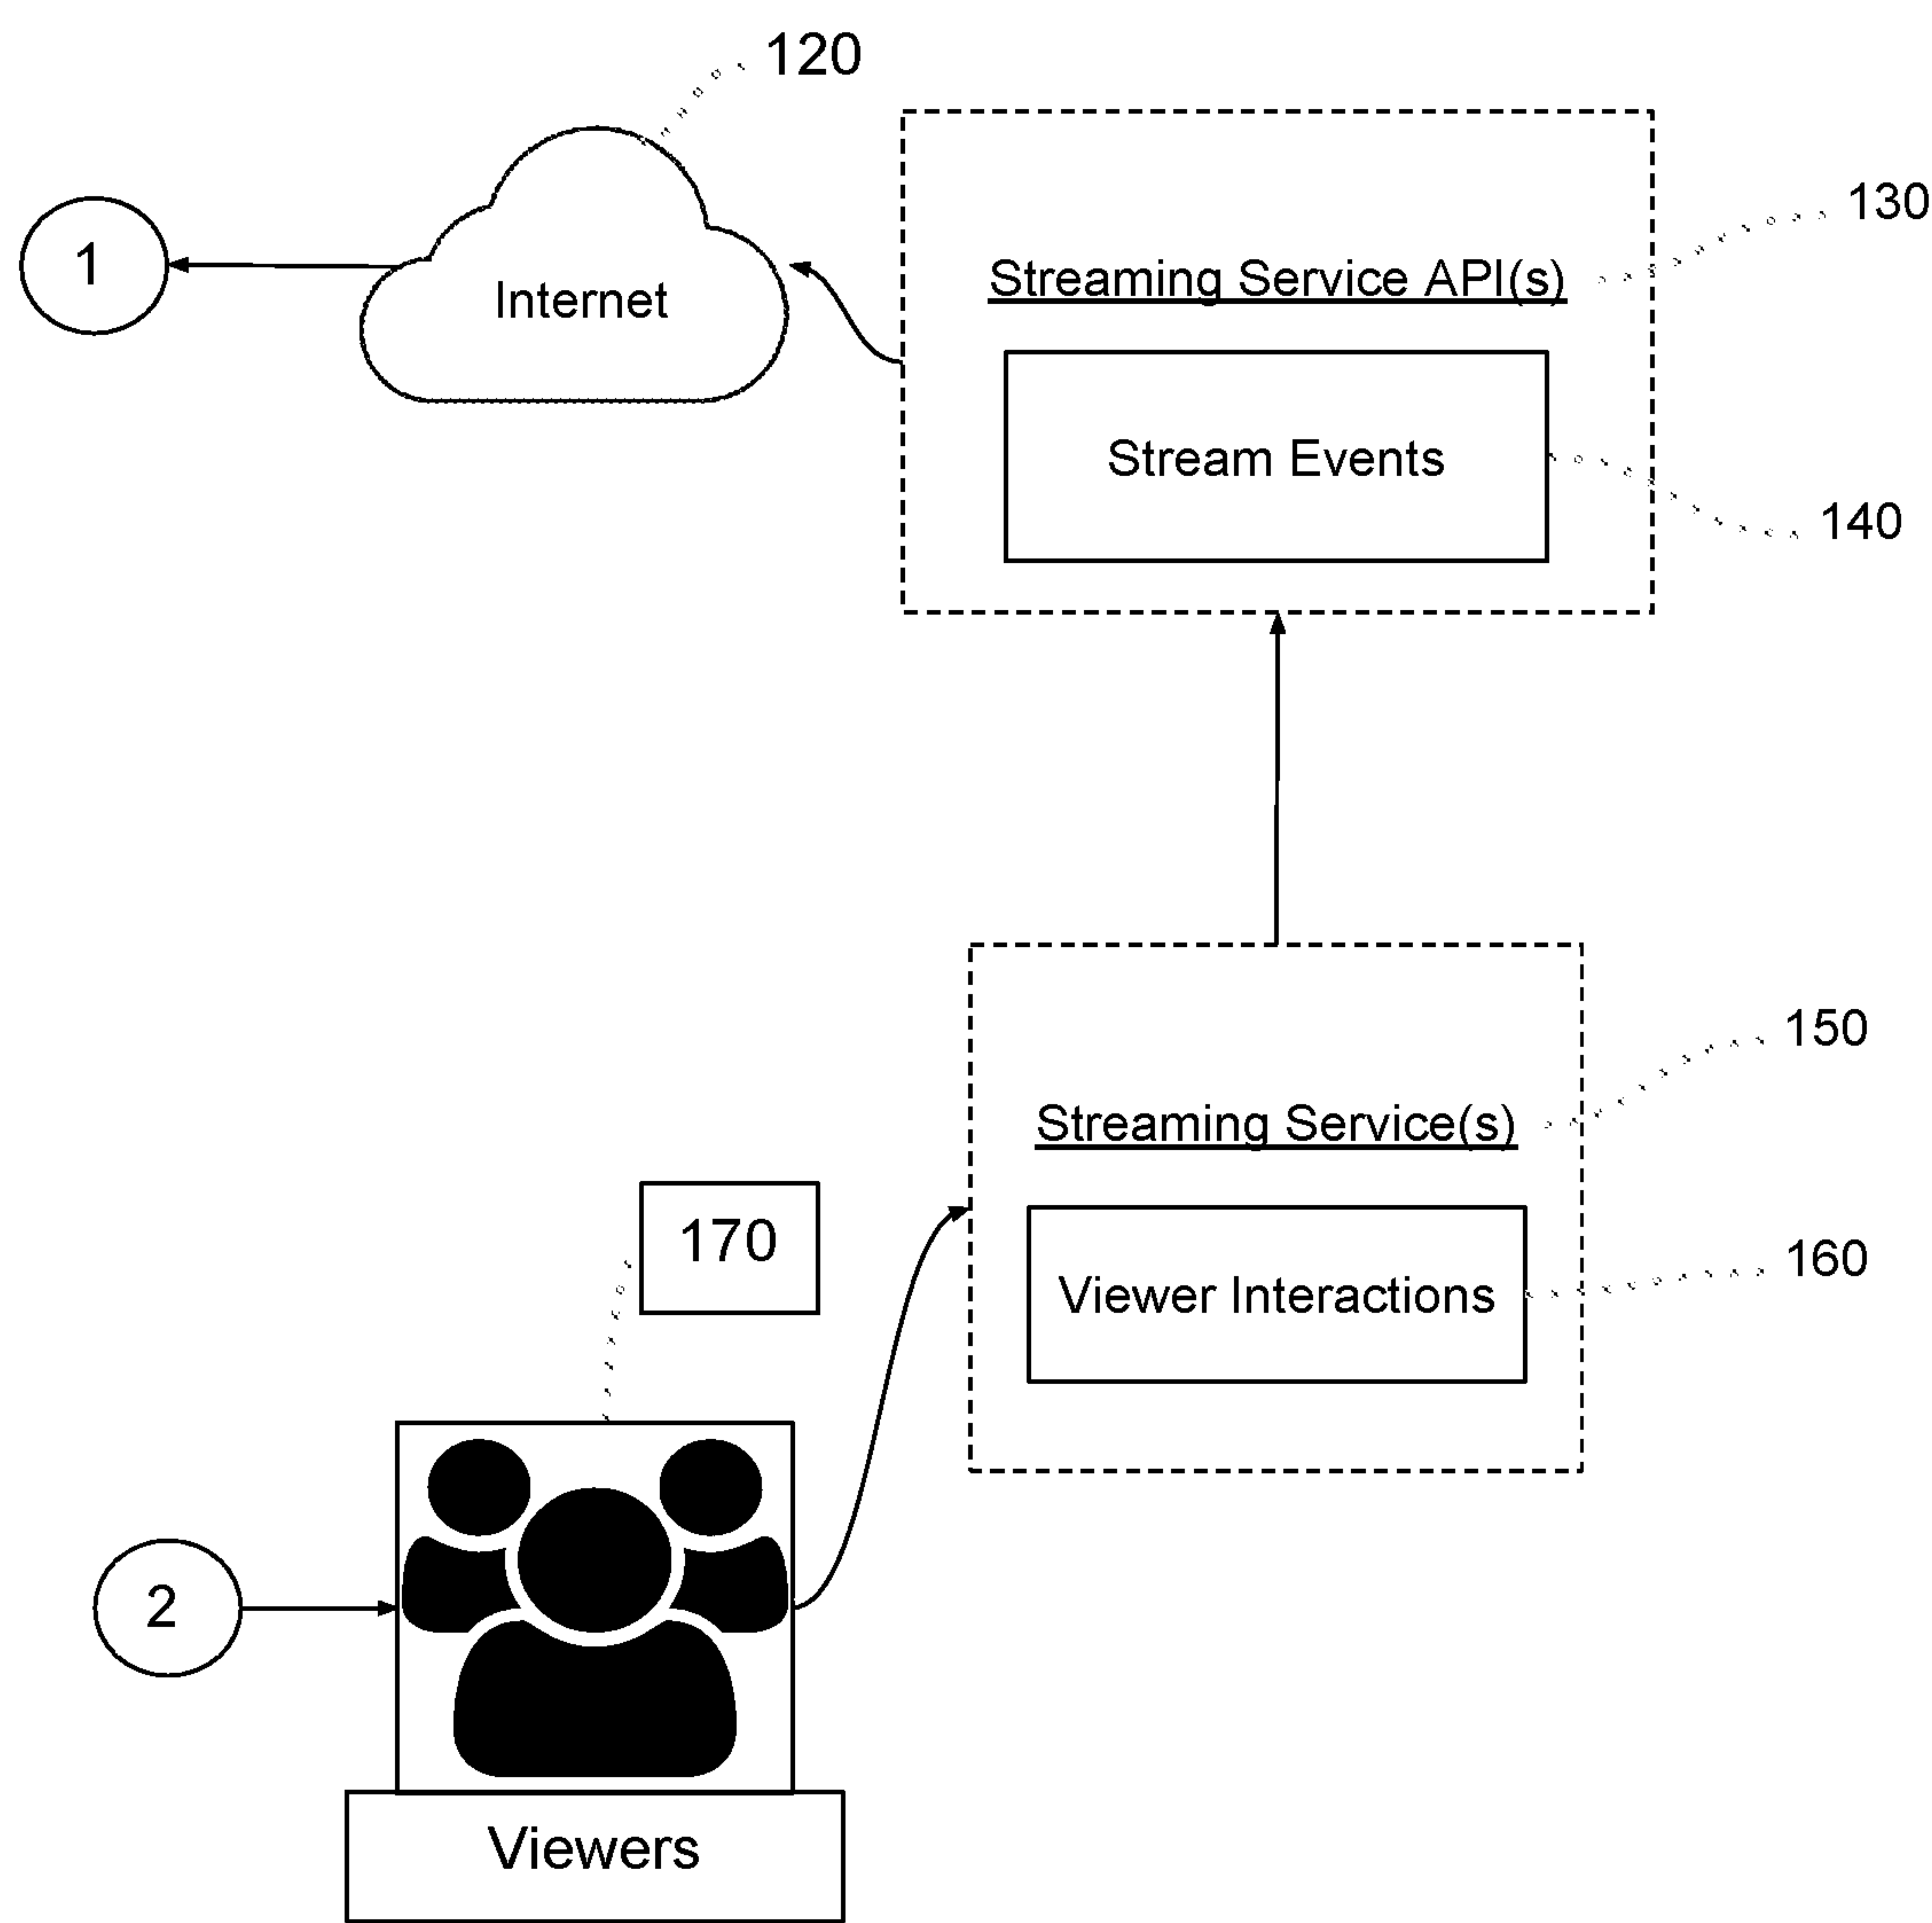 120
130
1
Streaming Service API(s)
Internet
Stream Events
140
150
Streaming Service(s)
170
160
Viewer Interactions
2
Viewers